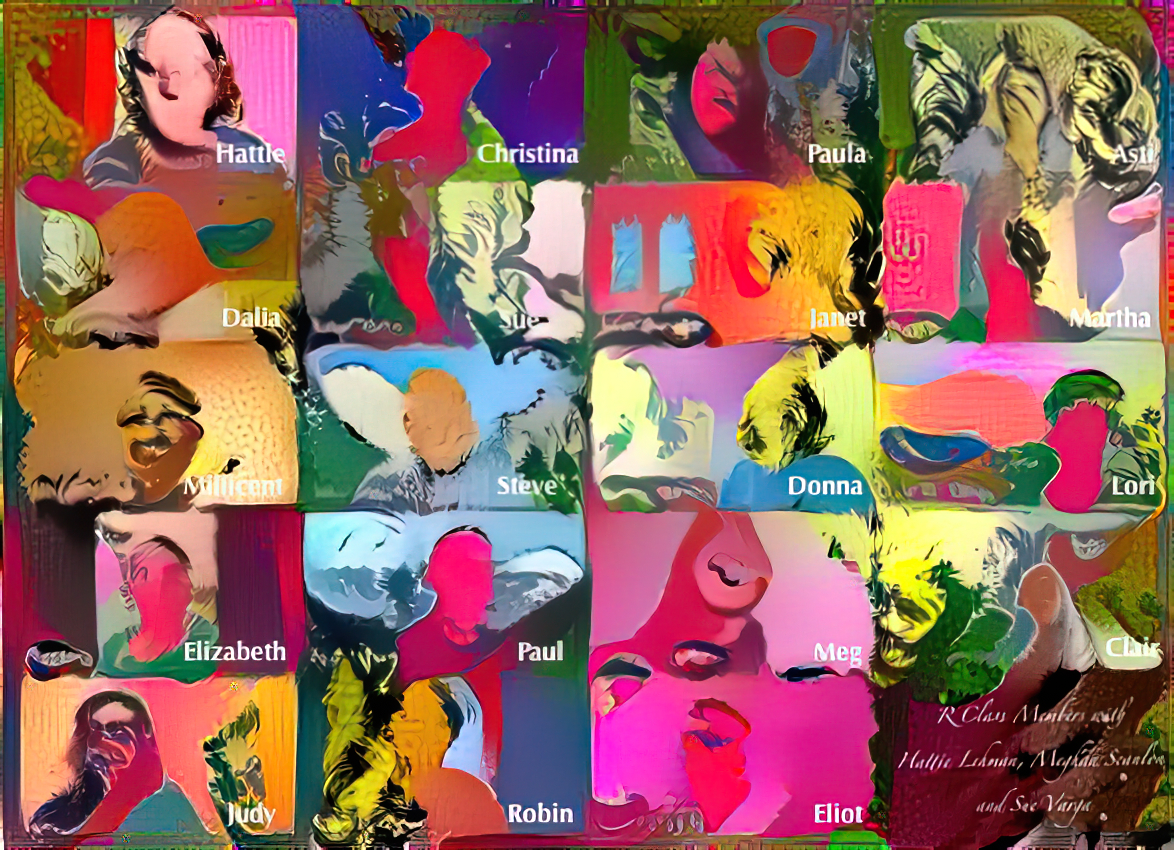 Hattle
Christina
Paula
Asti
Dalia
Sue
Janet
Martha
Millicent
Steve
Donna
Lori
Elizabeth
Paul
Meg
Clair
Judy
Robin
Eliot
R Class Members with
Hattie Lehman, Meghan Scanlon
and Sue Varga